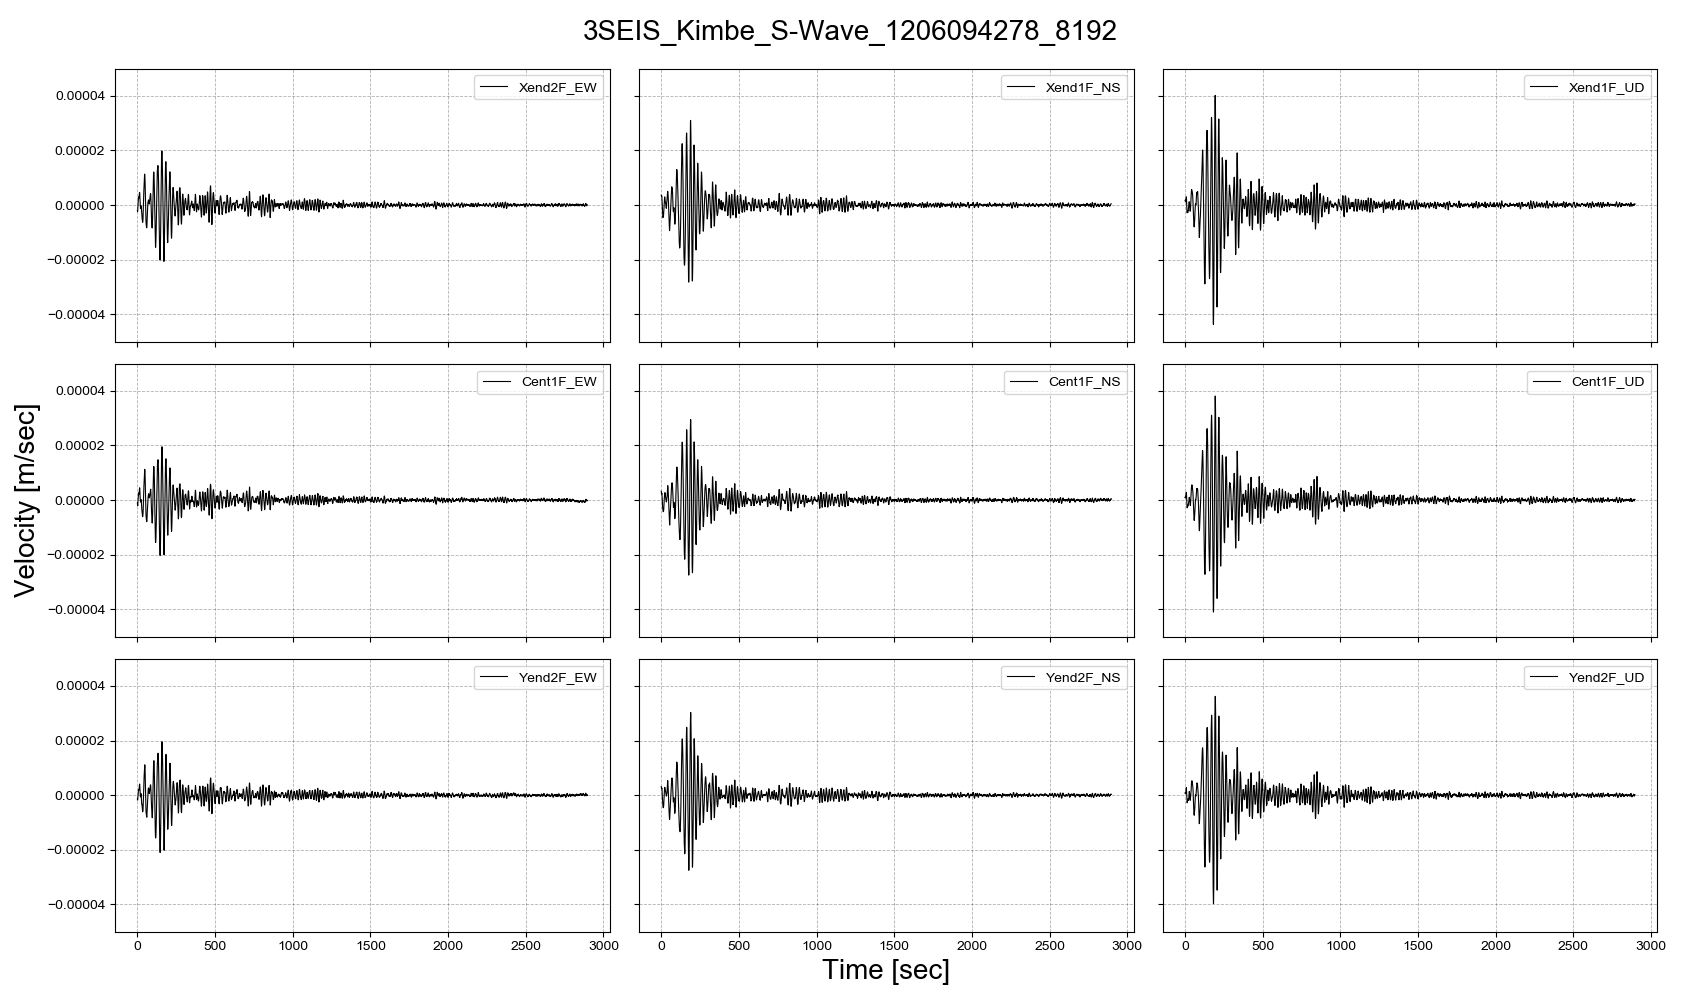 3SEIS_Kimbe_S-Wave_1206094278_8192
Velocity [m/sec]
0.00004
0.00002
0.00000
−0.00002
−0.00004
Xend2F_EW
Xend1F_NS
Xend1F_UD
0.00004
0.00002
0.00000
−0.00002
−0.00004
Cent1F_EW
Cent1F_NS
Cent1F_UD
0.00004
0.00002
0.00000
−0.00002
−0.00004
Yend2F_EW
Yend2F_NS
Yend2F_UD
0 500 1000 1500 2000 2500 3000
0 500 1000 1500 2000 2500 3000
0 500 1000 1500 2000 2500 3000
Time [sec]